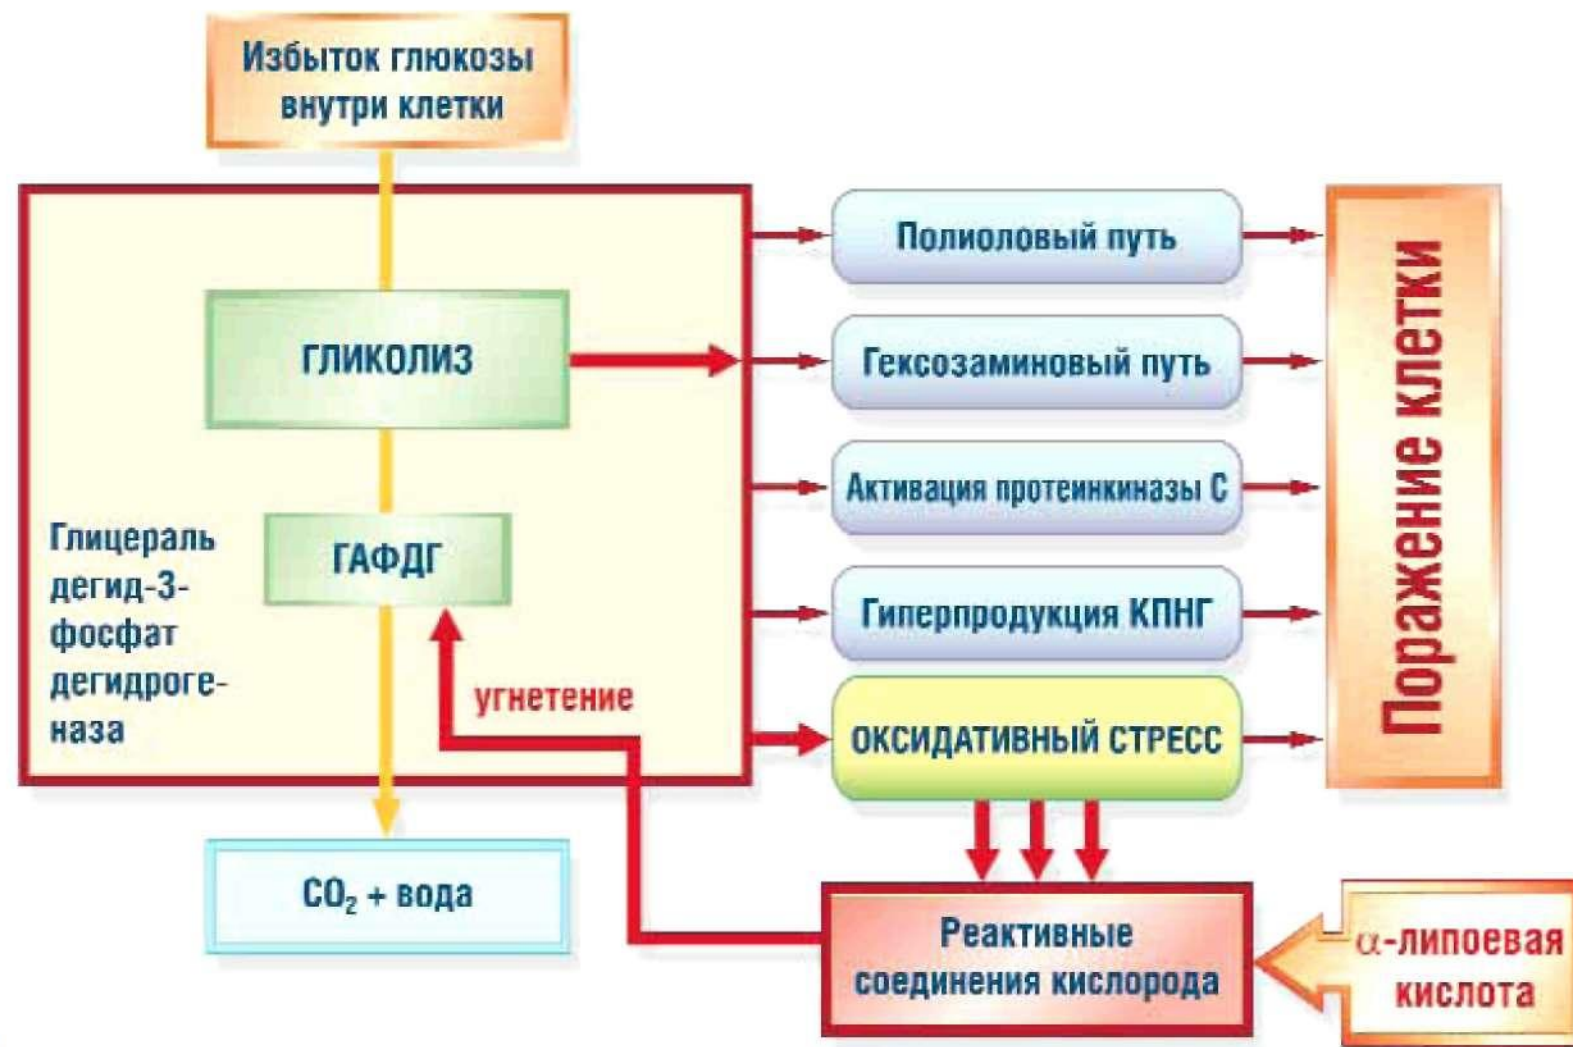 Избыток глюкозы
внутри клетки
ГЛИКОЛИЗ
ГАФДГ
Глицераль
дегид-3-
фосфат
дегидроге-
наза
угнетение
CO₂ + вода
Полиоловый путь
Гексозаминовый путь
Активация протеинкиназы С
Гиперпродукция КПНГ
ОКСИДАТИВНЫЙ СТРЕСС
Поражение клетки
Реактивные
соединения кислорода
α-липоевая
кислота